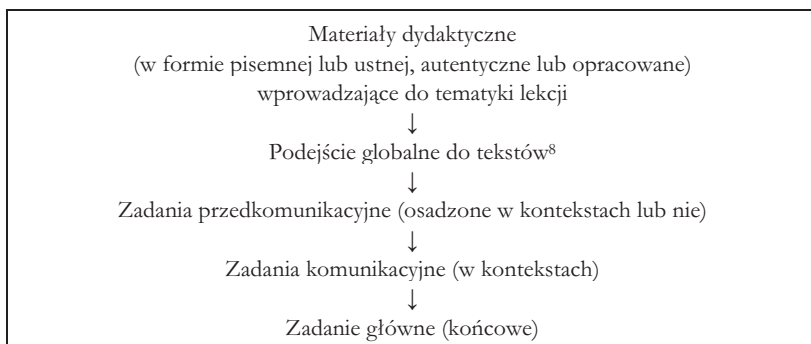 Materiały dydaktyczne
(w formie pisemnej lub ustnej, autentyczne lub opracowane)
wprowadzające do tematyki lekcji
↓
Podejście globalne do tekstów⁸
↓
Zadania przedkomunikacyjne (osadzone w kontekstach lub nie)
↓
Zadania komunikacyjne (w kontekstach)
↓
Zadanie główne (końcowe)